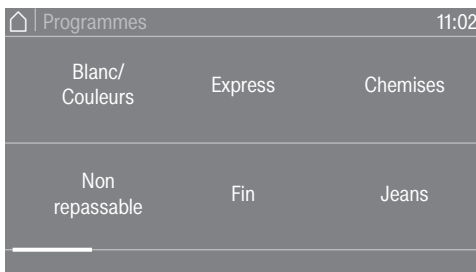 Programmes 11:02
Blanc/
Couleurs
Express
Chemises
Non
repassable
Fin
Jeans